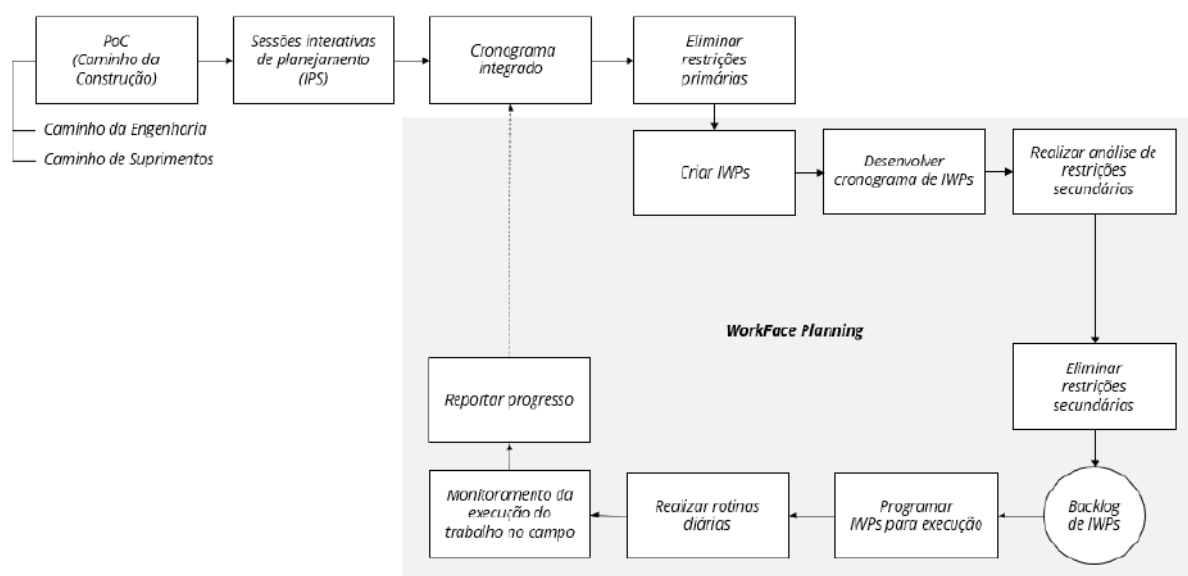 PoC
(Caminho da
Construção)
Caminho da Engenharia
Caminho de Suprimentos
Sessões interativas
de planejamento
(IPS)
Cronograma
integrado
Eliminar
restrições
primárias
Criar IWPs
Desenvolver
cronograma de IWPs
Realizar análise de
restrições
secundárias
WorkFace Planning
Eliminar
restrições
secundárias
Backlog
de IWPs
Programar
IWPs para execução
Realizar rotinas
diárias
Monitoramento da
execução do
trabalho no campo
Reportar progresso